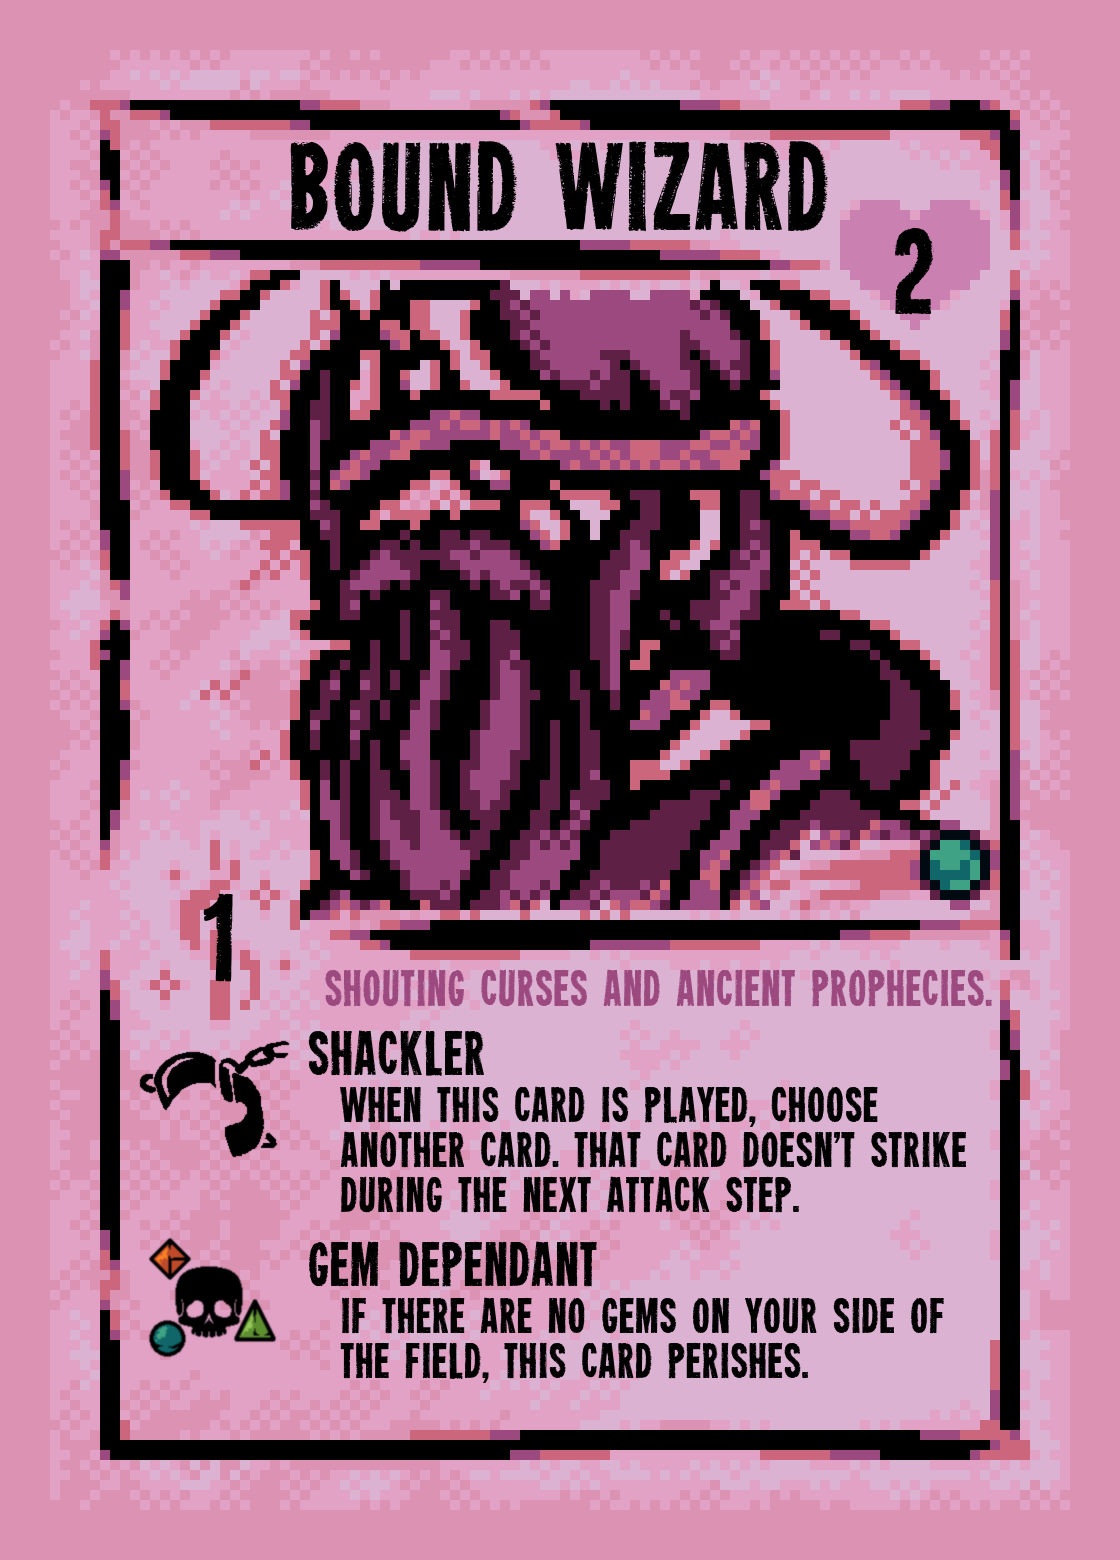 BOUND WIZARD
2
1
SHOUTING CURSES AND ANCIENT PROPHECIES.
SHACKLER
WHEN THIS CARD IS PLAYED, CHOOSE
ANOTHER CARD. THAT CARD DOESN'T STRIKE
DURING THE NEXT ATTACK STEP.
GEM DEPENDANT
IF THERE ARE NO GEMS ON YOUR SIDE OF
THE FIELD, THIS CARD PERISHES.